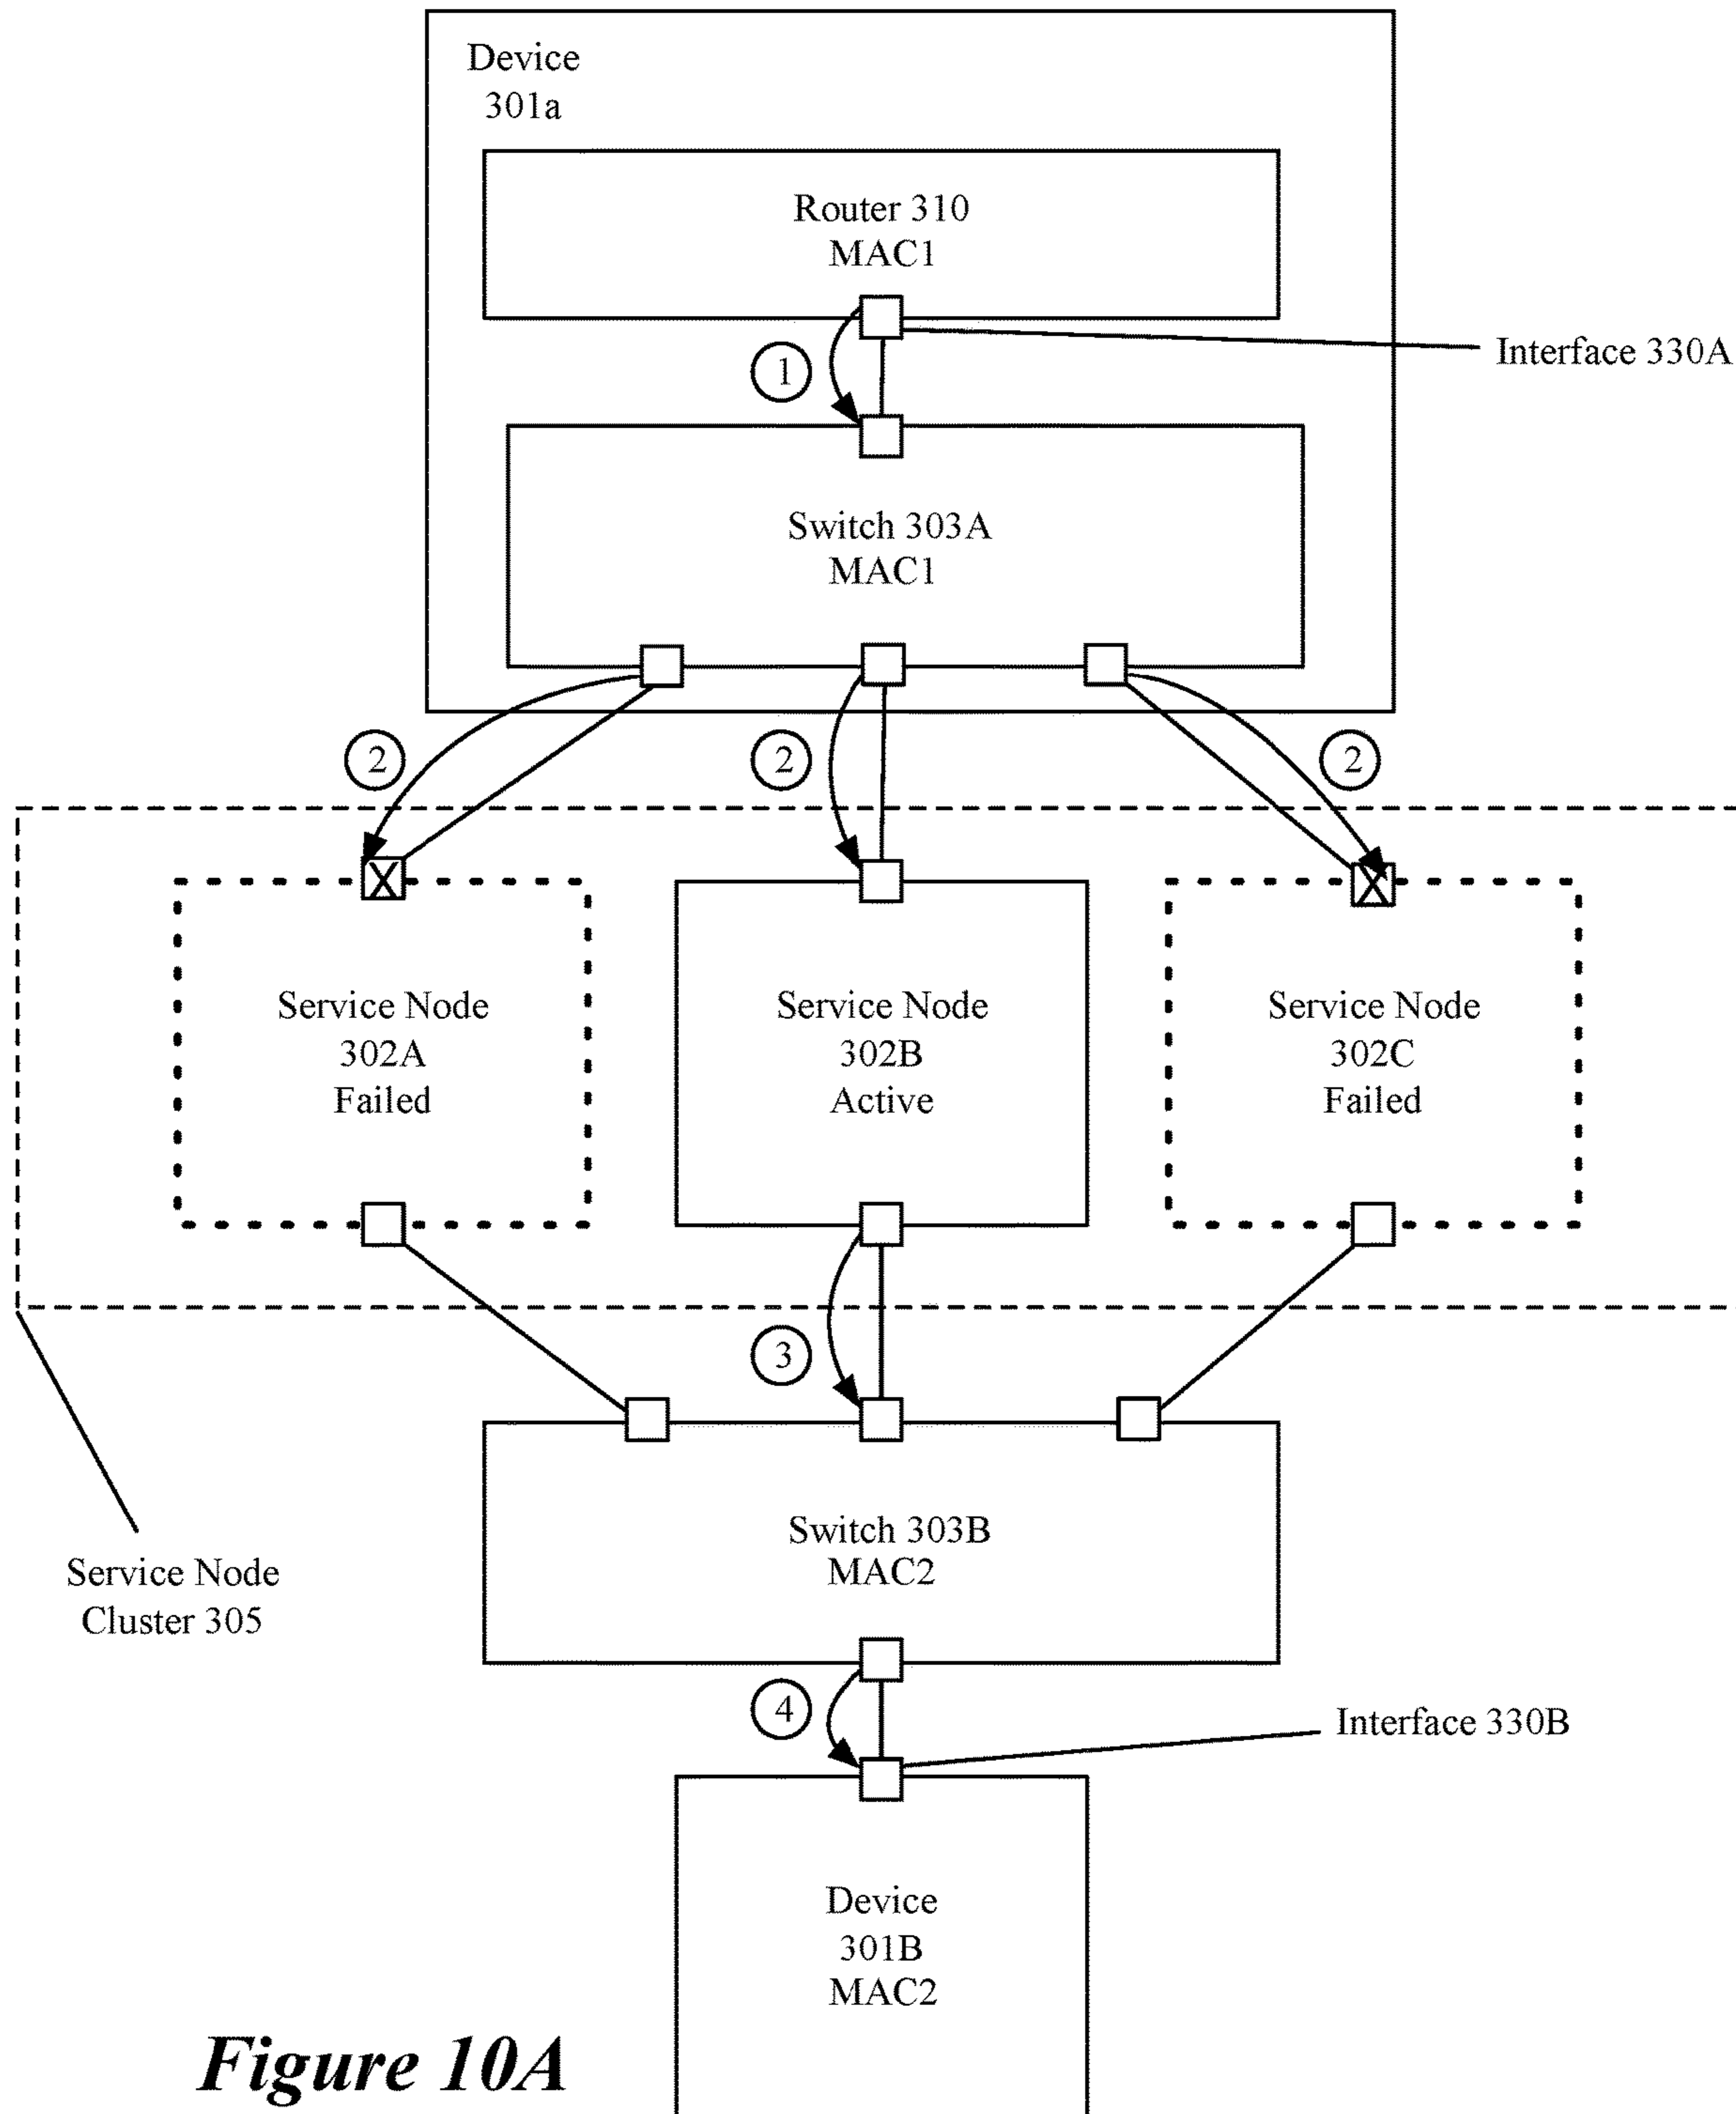 Device
301a
Router 310
MAC1
Interface 330A
1
Switch 303A
MAC1
2
2
2
X
X
Service Node
302A
Failed
Service Node
302B
Active
Service Node
302C
Failed
3
Switch 303B
MAC2
Service Node
Cluster 305
4
Interface 330B
Device
301B
MAC2
Figure 10A